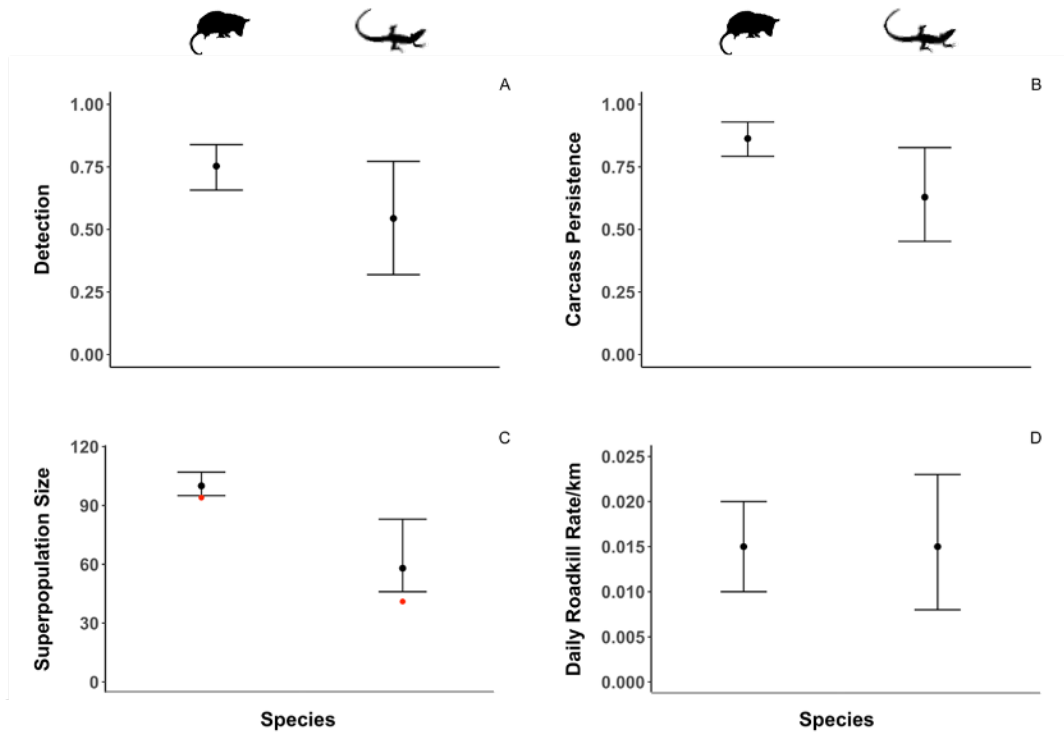 A
1.00
0.75
0.50
0.25
0.00
Detection
B
1.00
0.75
0.50
0.25
0.00
Carcass Persistence
C
120
90
60
30
0
Superpopulation Size
Species
D
0.025
0.020
0.015
0.010
0.005
0.000
Daily Roadkill Rate/km
Species